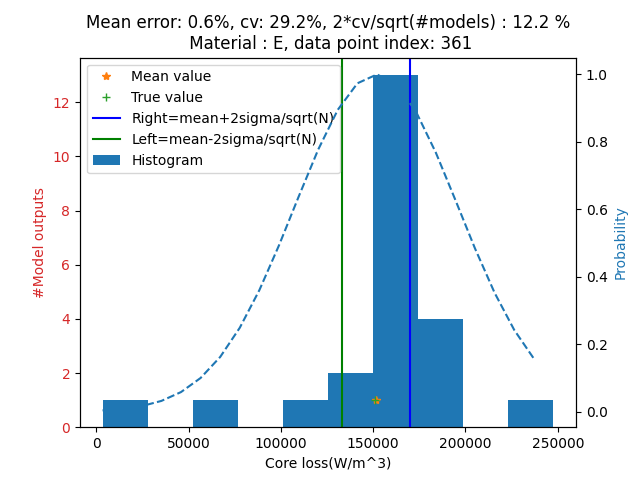 Mean error: 0.6%, cv: 29.2%, 2*cv/sqrt(#models) : 12.2 %
Material : E, data point index: 361
Mean value
True value
Right=mean+2sigma/sqrt(N)
Left=mean-2sigma/sqrt(N)
Histogram
#Model outputs
12
10
8
6
4
2
0
1.0
0.8
0.6
0.4
0.2
0.0
Probability
0 50000 100000 150000 200000 250000
Core loss(W/m^3)